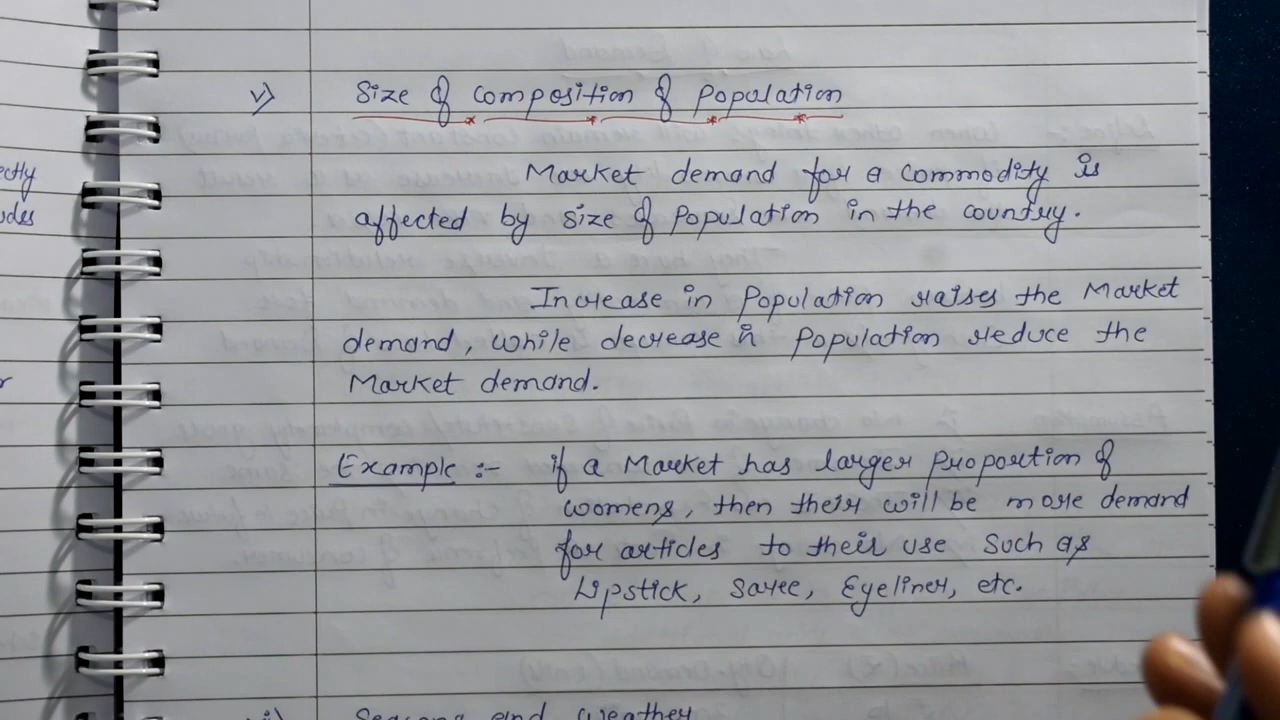 v) Size of composition of Population
Market demand for a commodity is
affected by size of Population in the country.
Increase in Population raises the Market
demand, while decrease in Population reduce the
Market demand.
Example :- if a Market has larger Proportion of
womens, then their will be more demand
for articles to their use Such as
Lipstick, Saree, Eyeliner, etc.
Seasons and weather